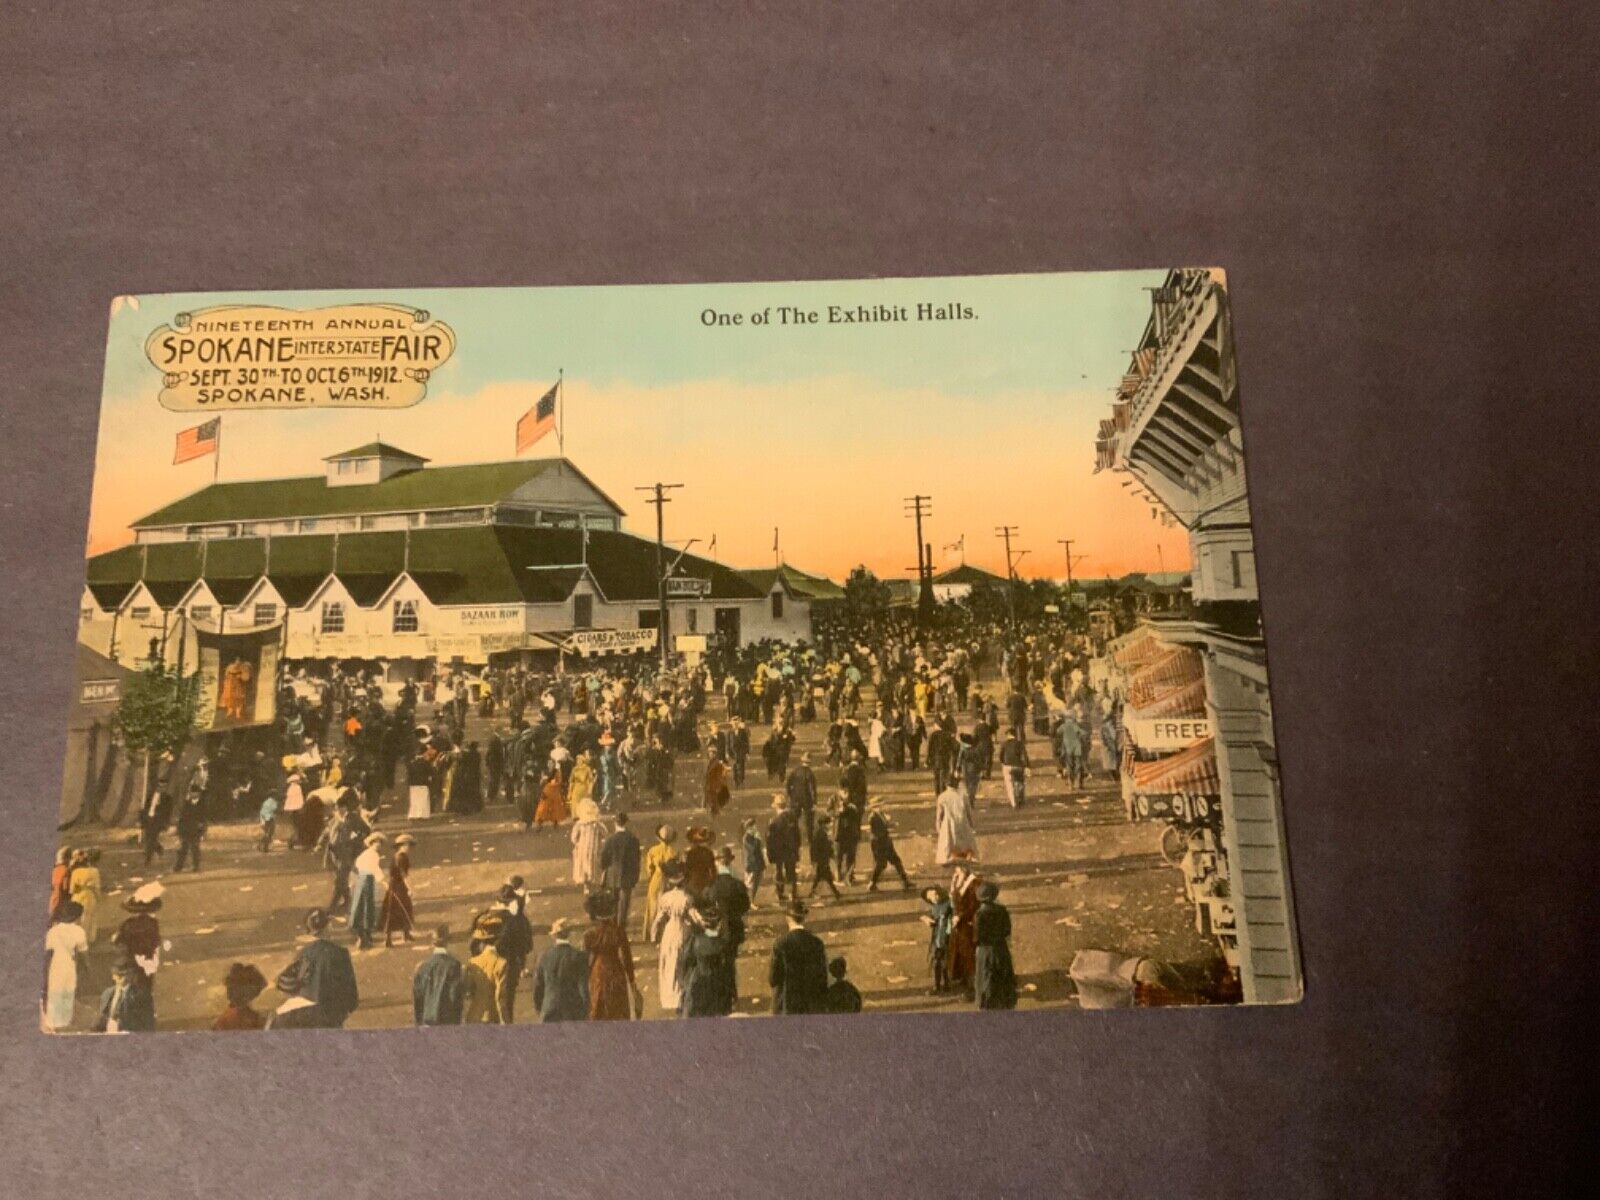 NINETEENTH ANNUAL
SPOKANE INTERSTATE FAIR
SEPT. 30TH TO OCT. 6TH 1912.
SPOKANE, WASH.
One of The Exhibit Halls.
BAZAAR ROW
CIGARS & TOBACCO
FREE!